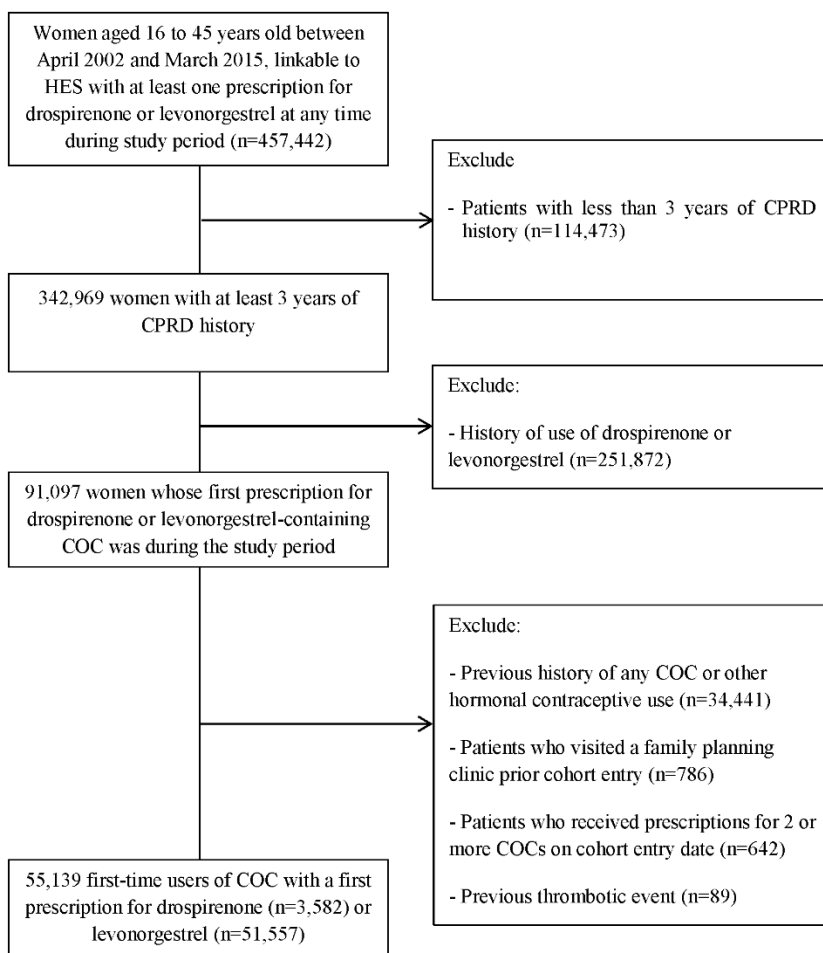 Women aged 16 to 45 years old between
April 2002 and March 2015, linkable to
HES with at least one prescription for
drospirenone or levonorgestrel at any time
during study period (n=457,442)
Exclude
- Patients with less than 3 years of CPRD
history (n=114,473)
342,969 women with at least 3 years of
CPRD history
Exclude:
- History of use of drospirenone or
levonorgestrel (n=251,872)
91,097 women whose first prescription for
drospirenone or levonorgestrel-containing
COC was during the study period
Exclude:
- Previous history of any COC or other
hormonal contraceptive use (n=34,441)
- Patients who visited a family planning
clinic prior cohort entry (n=786)
- Patients who received prescriptions for 2 or
more COCs on cohort entry date (n=642)
- Previous thrombotic event (n=89)
55,139 first-time users of COC with a first
prescription for drospirenone (n=3,582) or
levonorgestrel (n=51,557)